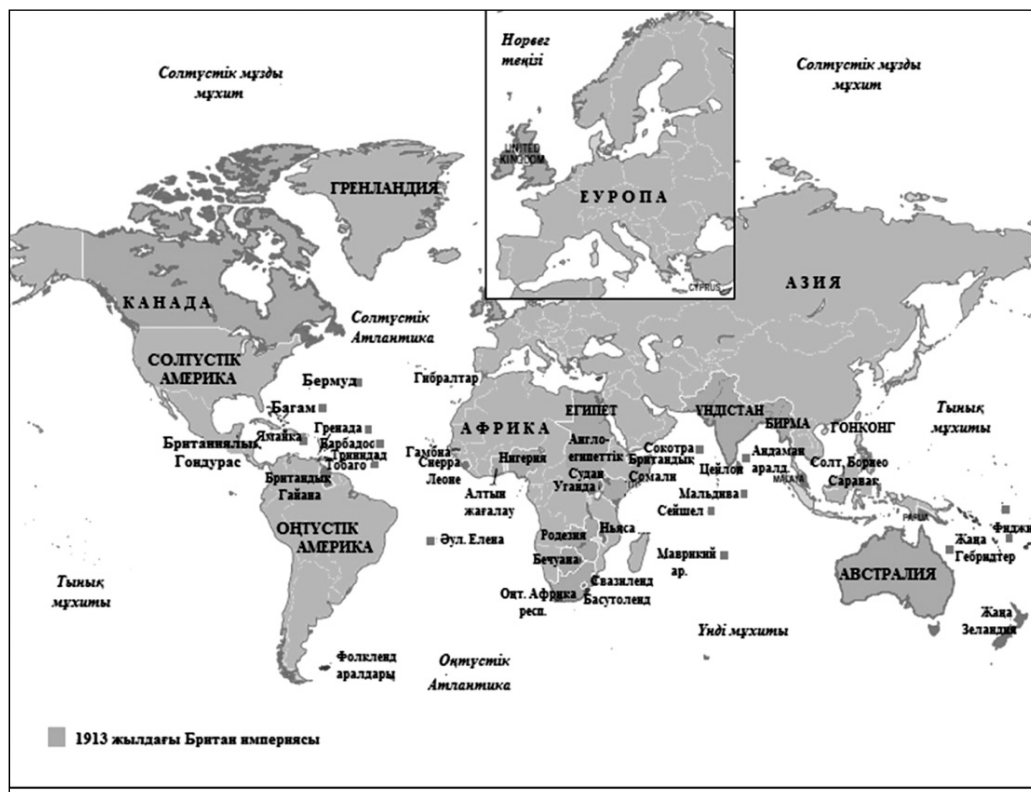 Норвег
теңізі
Солтүстік мұзды
мұхит
Солтүстік мұзды
мұхит
UNITED
KINGDOM
ГРЕНЛАНДИЯ
ЕУРОПА
CYPRUS
АЗИЯ
КАНАДА
Солтүстік
Атлантика
СОЛТҮСТІК
АМЕРИКА
Бермуд
Гибралтар
Багам
ЕГИПЕТ
ҮНДІСТАН
БИРМА
ГОНКОНГ
Тынық
мұхиты
Гренада
Ямайка
Барбадос
Тринидад
Тобаго
Британиялық
Гондурас
АФРИКА
Гамбиа
Сиерра
Леоне
Нигерия
Англо-
египеттік
Судан
Уганда
Сокотра
Британдық
Сомали
Цейлон
Андаман
аралд.
MALAYA
Солт. Борнео
Саравак
Британдық
Гайана
Алтын
жағалау
Мальдива
Сейшел
PAPUA
Фиджи
ОҢТҮСТІК
АМЕРИКА
Әул. Елена
Родезия
Ньяса
Бечуана
Маврикий
ар.
Жаңа
Гебридтер
АВСТРАЛИЯ
Свазиленд
Басутоленд
Оңт. Африка
респ.
Тынық
мұхиты
Үнді мұхиты
Жаңа
Зеландия
Фолкленд
аралдары
Оңтүстік
Атлантика
1913 жылдағы Британ империясы